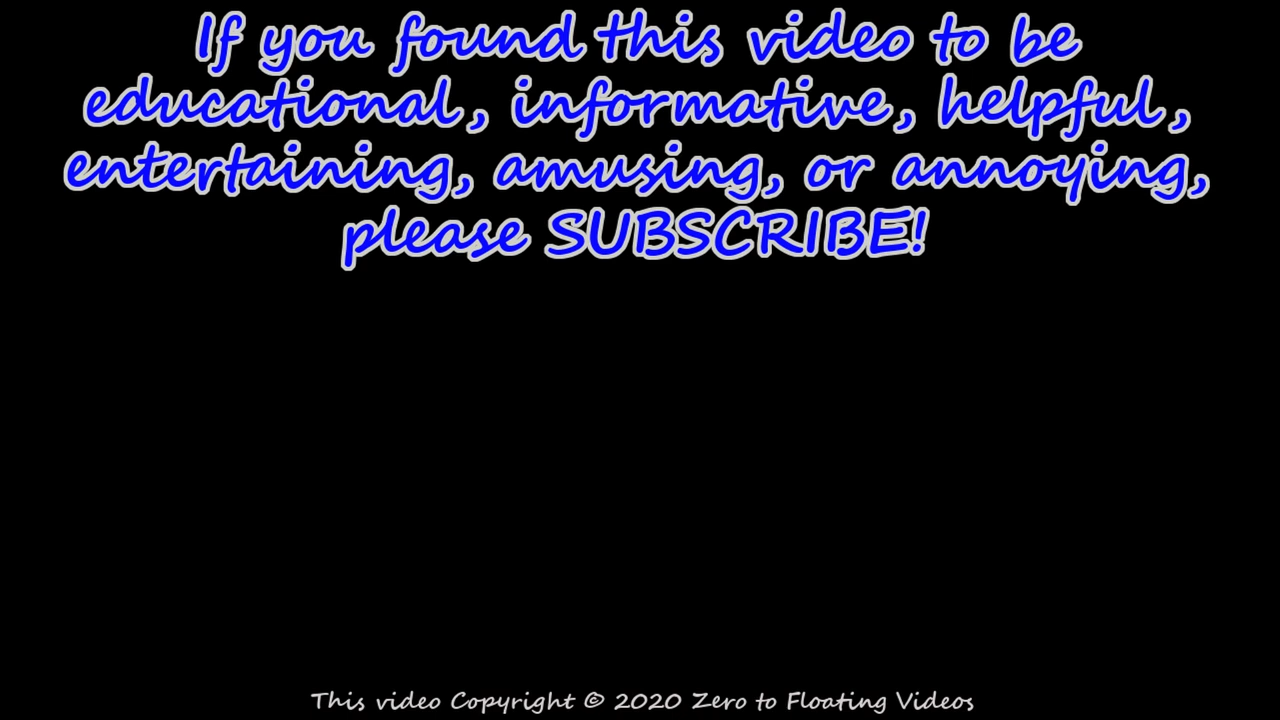 If you found this video to be
educational, informative, helpful,
entertaining, amusing, or annoying,
please SUBSCRIBE!
This video Copyright © 2020 Zero to Floating Videos